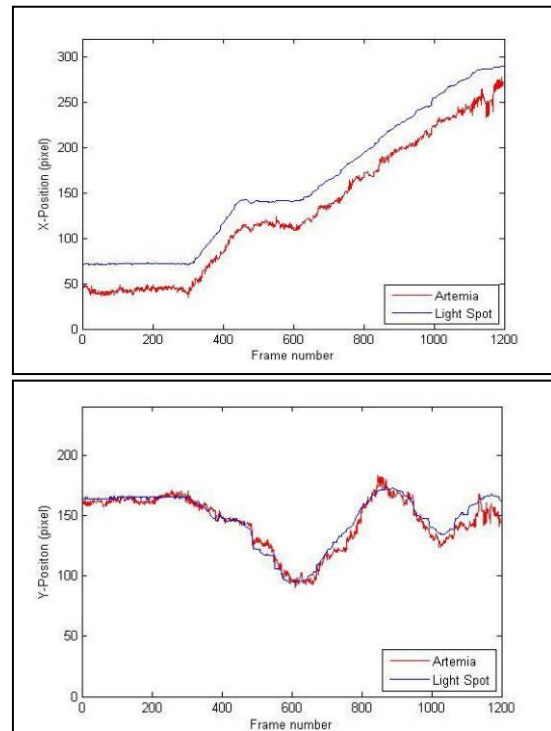 300
250
200
150
100
50
0
X-Position (pixel)
0 200 400 600 800 1000 1200
Frame number
Artemia
Light Spot
200
150
100
50
0
Y-Positon (pixel)
0 200 400 600 800 1000 1200
Frame number
Artemia
Light Spot